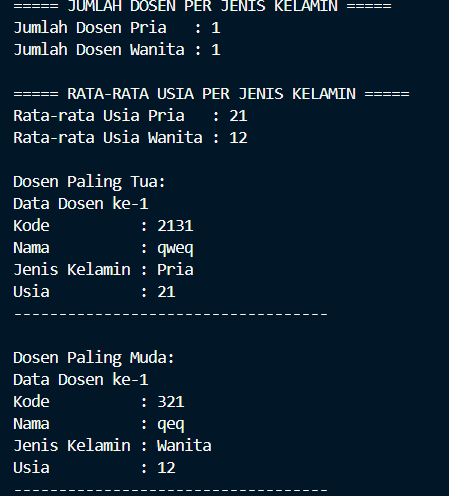 ===== JUMLAH DOSEN PER JENIS KELAMIN =====
Jumlah Dosen Pria   : 1
Jumlah Dosen Wanita : 1

===== RATA-RATA USIA PER JENIS KELAMIN =====
Rata-rata Usia Pria   : 21
Rata-rata Usia Wanita : 12

Dosen Paling Tua:
Data Dosen ke-1
Kode          : 2131
Nama          : qweq
Jenis Kelamin : Pria
Usia          : 21
-----------------------------------

Dosen Paling Muda:
Data Dosen ke-1
Kode          : 321
Nama          : qeq
Jenis Kelamin : Wanita
Usia          : 12
-----------------------------------